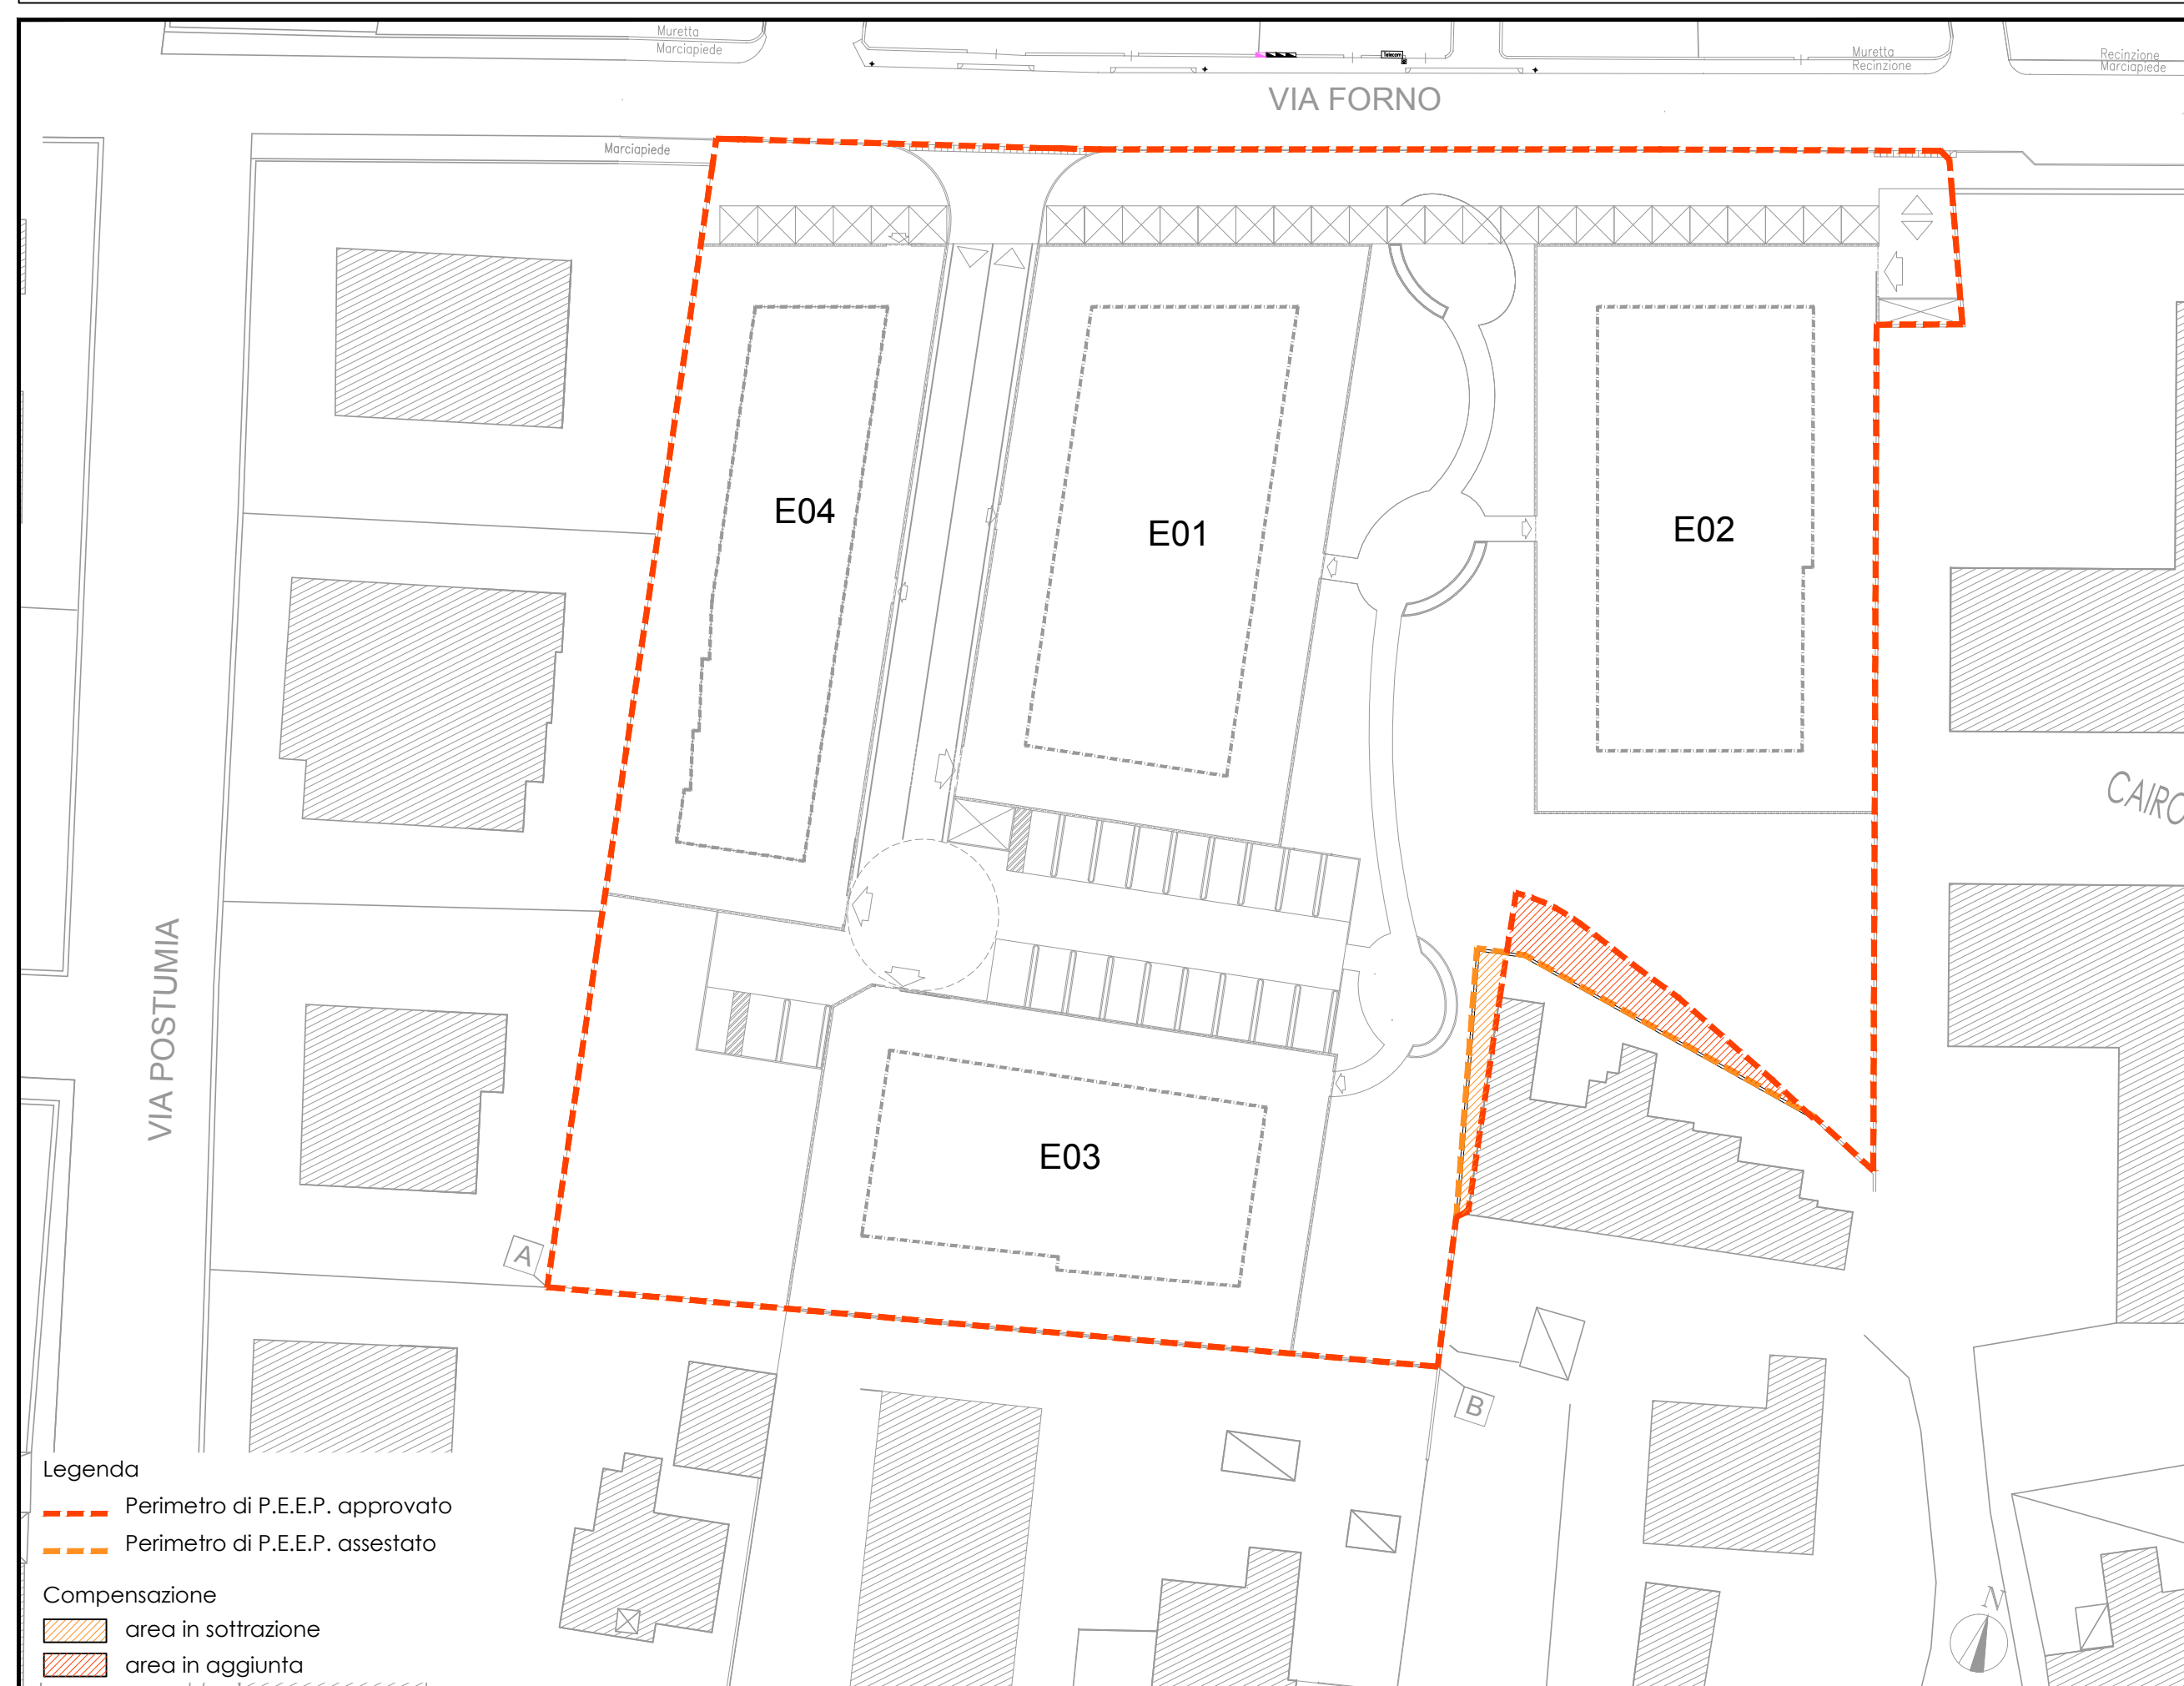 Muretta
Marciapiede
Telecom
Muretta
Recinzione
Recinzione
Marciapiede
VIA FORNO
Marciapiede
E04
E01
E02
CAIRO
VIA POSTUMIA
E03
A
B
Legenda
Perimetro di P.E.E.P. approvato
Perimetro di P.E.E.P. assestato
Compensazione
area in sottrazione
area in aggiunta
N